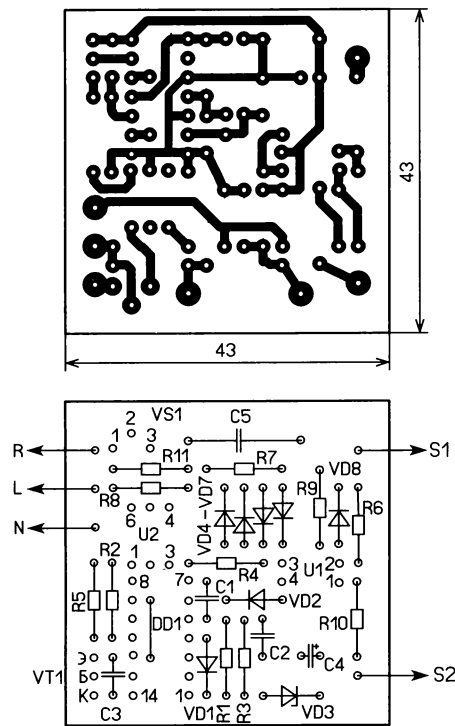 43
43
VS1
2
1
3
C5
R
S1
R11
R7
VD8
L
R8
VD4-VD7
R9
R6
N
6
4
U2
1
3
R2
8
7
R4
3
4
U1
2
1
C1
R5
DD1
VD2
R10
Э
VT1
Б
C2
C4
+
S2
К
C3
14
1
VD1
R1
R3
VD3